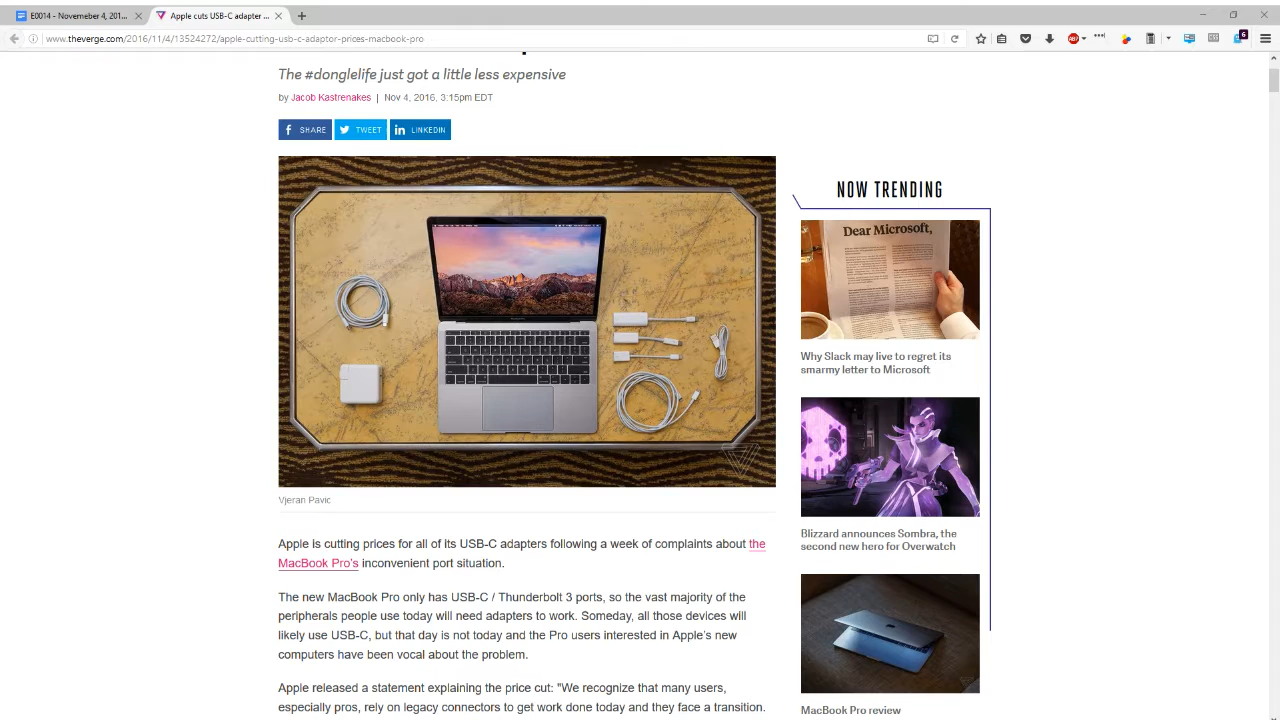 E0014 - Novemeber 4, 201...
Apple cuts USB-C adapter ...
www.theverge.com/2016/11/4/13524272/apple-cutting-usb-c-adaptor-prices-macbook-pro
6
The #donglelife just got a little less expensive
by Jacob Kastrenakes | Nov 4, 2016, 3:15pm EDT
SHARE TWEET LINKEDIN
NOW TRENDING
Dear Microsoft,
Why Slack may live to regret its
smarmy letter to Microsoft
Blizzard announces Sombra, the
second new hero for Overwatch
MacBook Pro review
Vjeran Pavic
Apple is cutting prices for all of its USB-C adapters following a week of complaints about the
MacBook Pro's inconvenient port situation.
The new MacBook Pro only has USB-C / Thunderbolt 3 ports, so the vast majority of the
peripherals people use today will need adapters to work. Someday, all those devices will
likely use USB-C, but that day is not today and the Pro users interested in Apple's new
computers have been vocal about the problem.
Apple released a statement explaining the price cut: "We recognize that many users,
especially pros, rely on legacy connectors to get work done today and they face a transition.